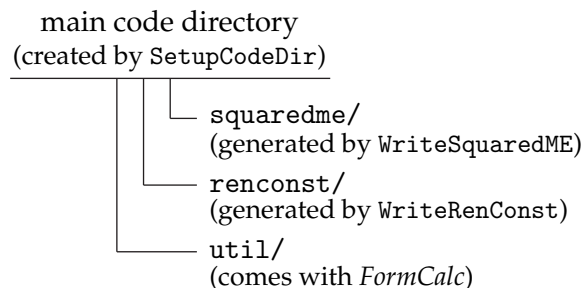 main code directory
(created by SetupCodeDir)
squaredme/
(generated by WriteSquaredME)
renconst/
(generated by WriteRenConst)
util/
(comes with FormCalc)